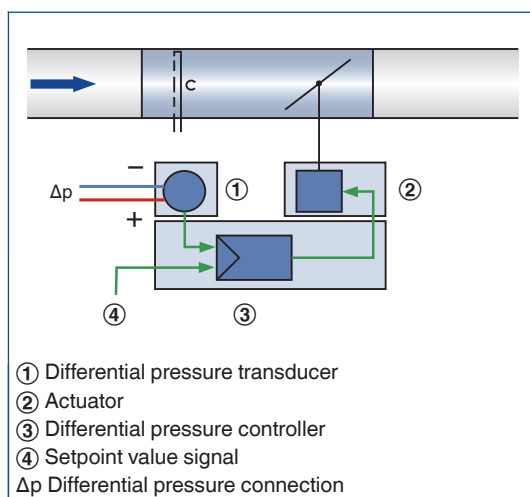 −
Δp
+
①
②
④
③
① Differential pressure transducer
② Actuator
③ Differential pressure controller
④ Setpoint value signal
Δp Differential pressure connection